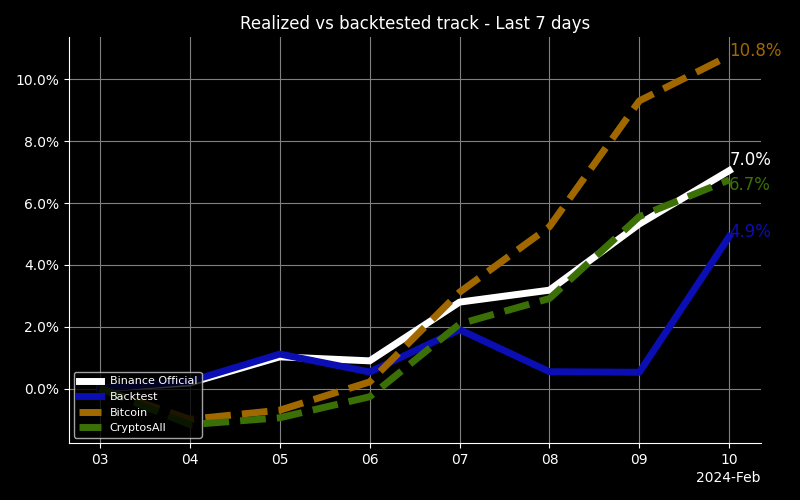 Realized vs backtested track - Last 7 days
10.8%
10.0%
8.0%
7.0%
6.7%
6.0%
4.9%
4.0%
2.0%
0.0%
Binance Official
Backtest
Bitcoin
CryptosAll
03 04 05 06 07 08 09 10
2024-Feb